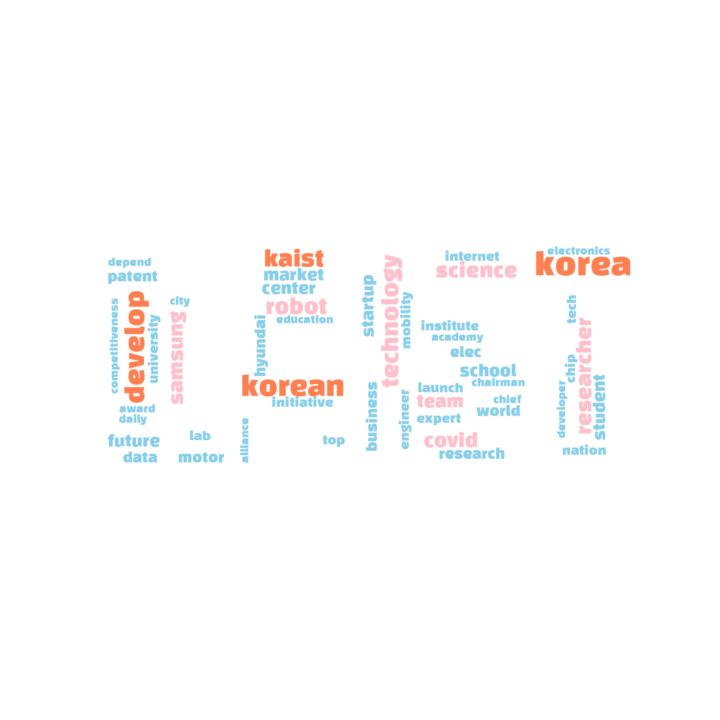 depend
patent
competitiveness
develop
university
city
samsung
award
daily
future
data
lab
motor
kaist
market
center
robot
education
hyundai
korean
initiative
alliance
top
startup
technology
mobility
business
engineer
internet
science
institute
academy
elec
school
chairman
launch
team
chief
world
expert
covid
research
electronics
korea
tech
researcher
chip
developer
student
nation